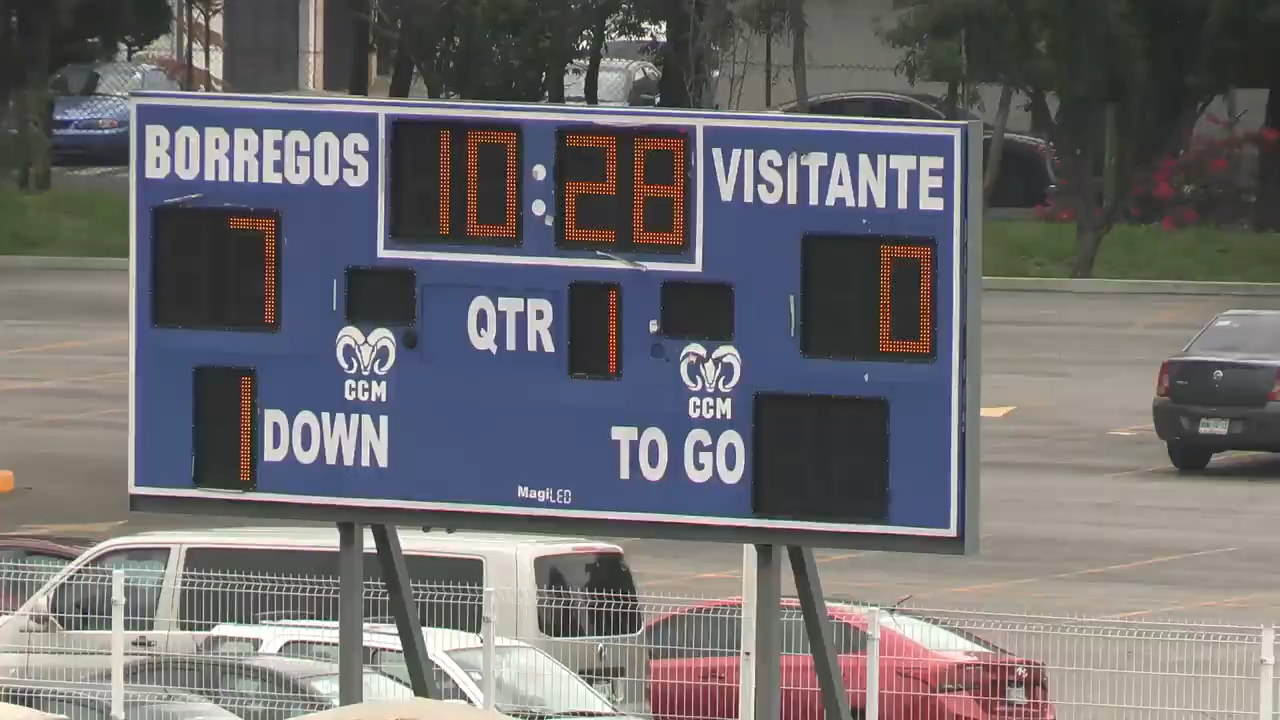 BORREGOS 10:28 VISITANTE
7 QTR 1 0
CCM CCM
1 DOWN TO GO
MagiLED